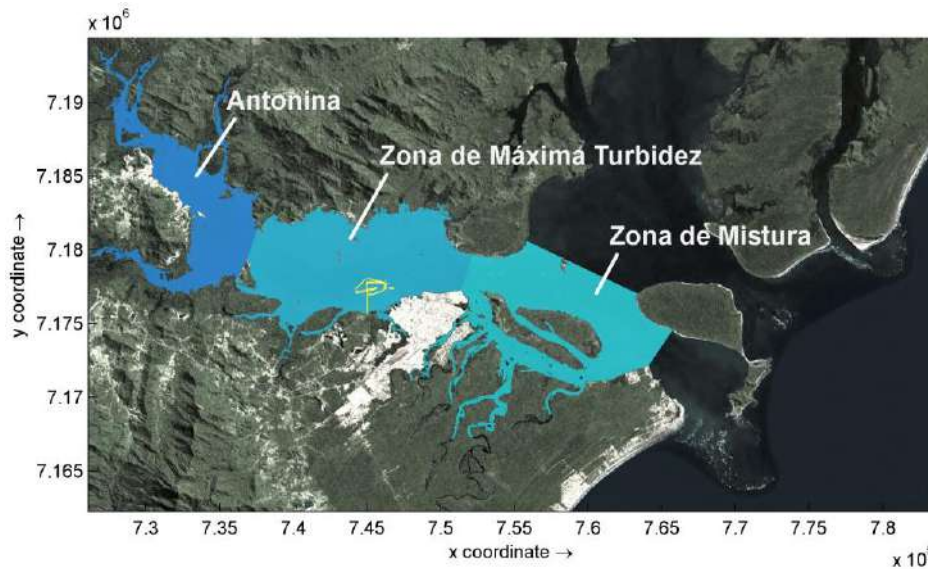 x 10⁶
7.19
7.185
7.18
7.175
7.17
7.165
y coordinate →
Antonina
Zona de Máxima Turbidez
Zona de Mistura
7.3 7.35 7.4 7.45 7.5 7.55 7.6 7.65 7.7 7.75 7.8
x coordinate →
x 10